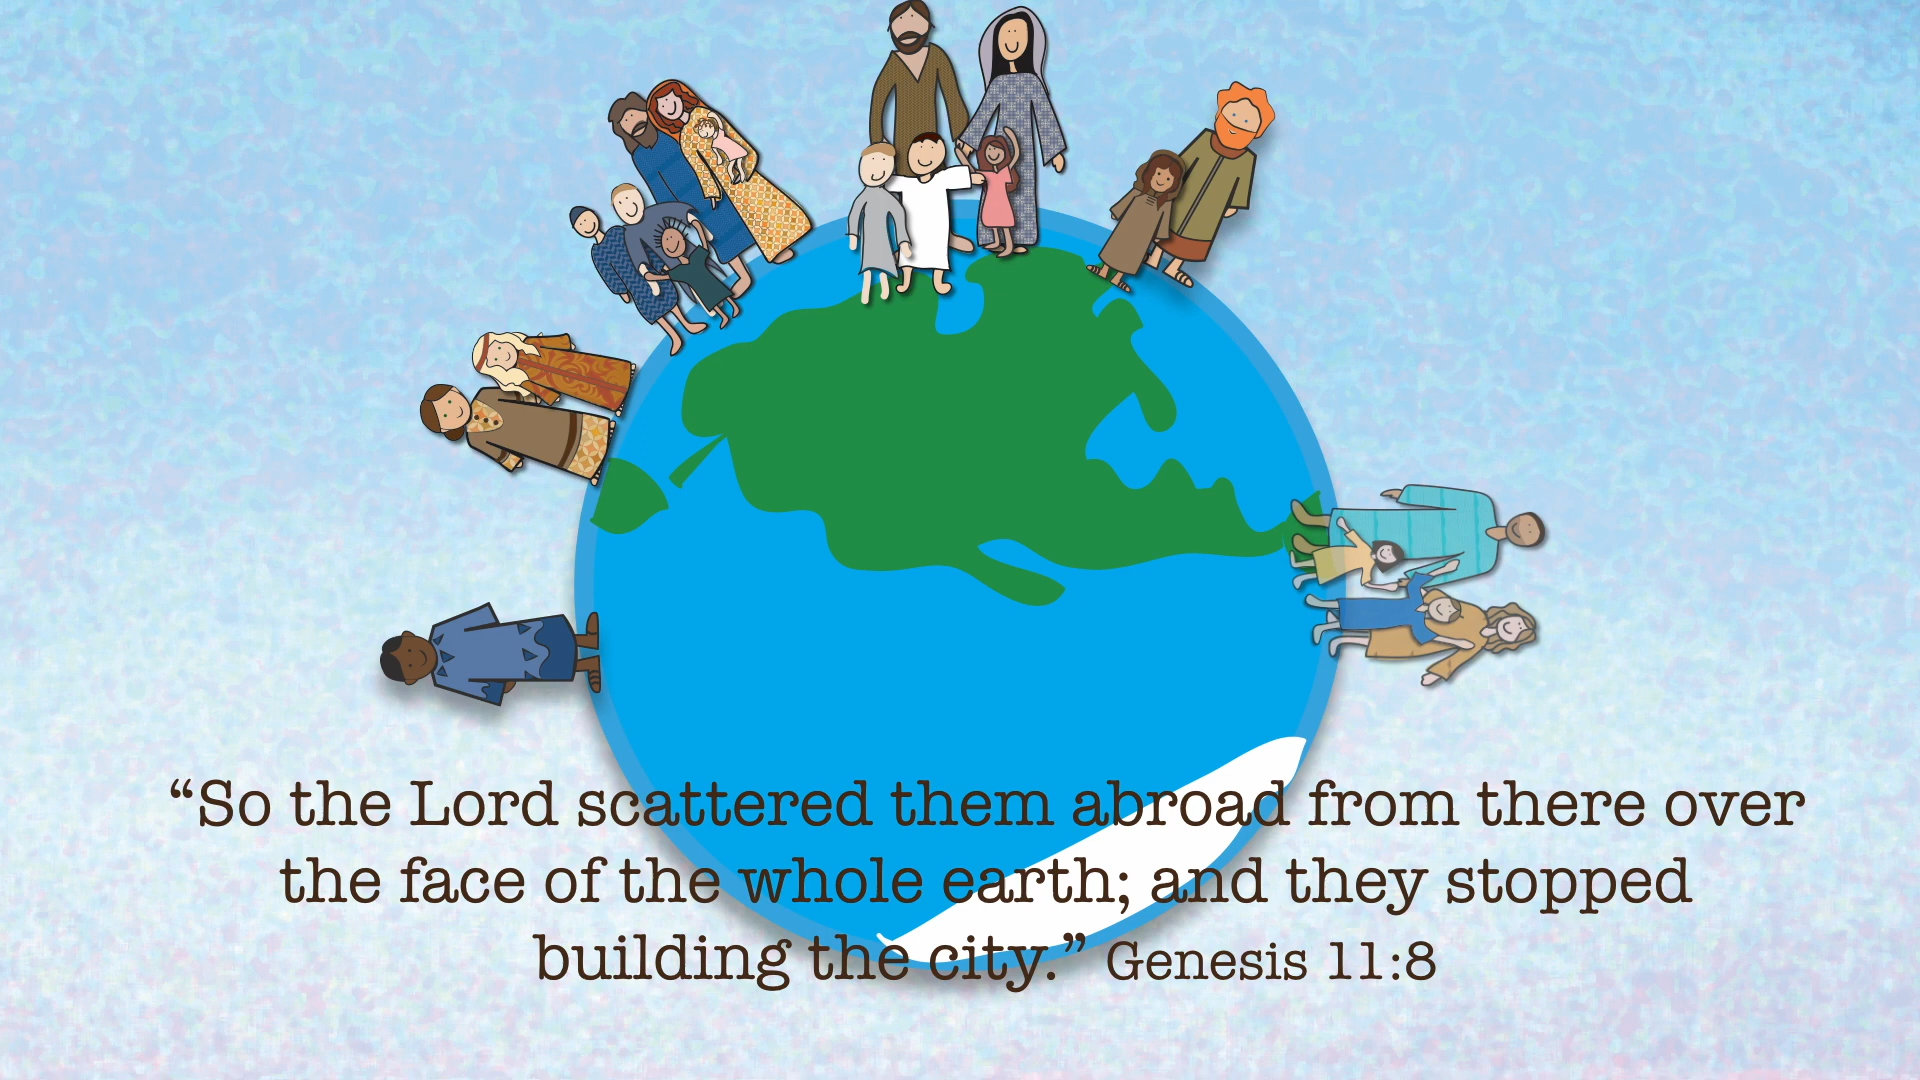 “So the Lord scattered them abroad from there over
the face of the whole earth; and they stopped
building the city.” Genesis 11:8